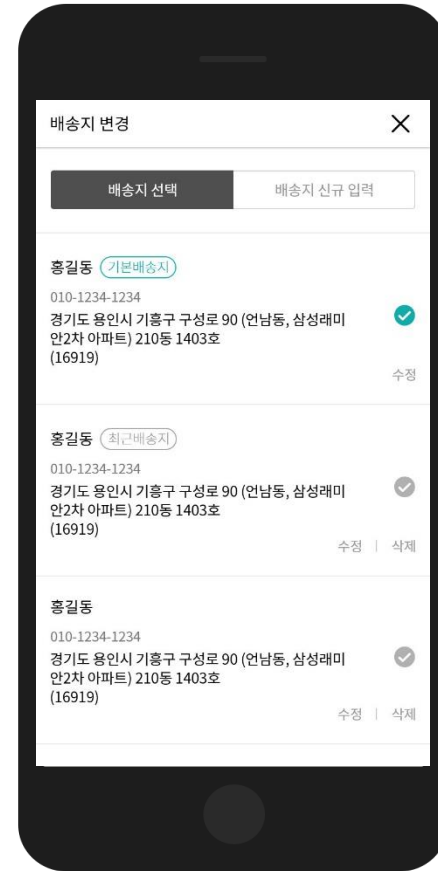 배송지 변경
배송지 선택 배송지 신규 입력
홍길동 기본배송지
010-1234-1234
경기도 용인시 기흥구 구성로 90 (언남동, 삼성래미
안2차 아파트) 210동 1403호
(16919)
수정
홍길동 최근배송지
010-1234-1234
경기도 용인시 기흥구 구성로 90 (언남동, 삼성래미
안2차 아파트) 210동 1403호
(16919)
수정 | 삭제
홍길동
010-1234-1234
경기도 용인시 기흥구 구성로 90 (언남동, 삼성래미
안2차 아파트) 210동 1403호
(16919)
수정 | 삭제